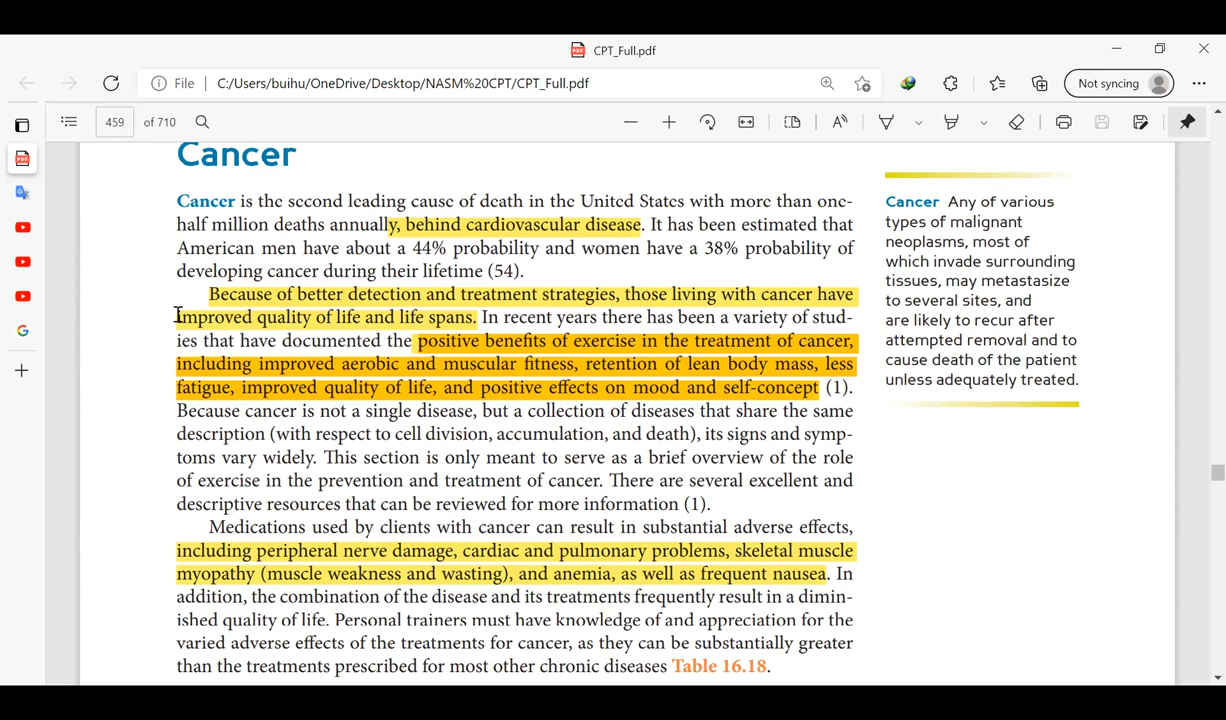 CPT_Full.pdf
File
C:/Users/buihu/OneDrive/Desktop/NASM%20CPT/CPT_Full.pdf
Not syncing
459 of 710
Cancer
Cancer is the second leading cause of death in the United States with more than one-
half million deaths annually, behind cardiovascular disease. It has been estimated that
American men have about a 44% probability and women have a 38% probability of
developing cancer during their lifetime (54).
Because of better detection and treatment strategies, those living with cancer have
improved quality of life and life spans. In recent years there has been a variety of stud-
ies that have documented the positive benefits of exercise in the treatment of cancer,
including improved aerobic and muscular fitness, retention of lean body mass, less
fatigue, improved quality of life, and positive effects on mood and self-concept (1).
Because cancer is not a single disease, but a collection of diseases that share the same
description (with respect to cell division, accumulation, and death), its signs and symp-
toms vary widely. This section is only meant to serve as a brief overview of the role
of exercise in the prevention and treatment of cancer. There are several excellent and
descriptive resources that can be reviewed for more information (1).
Medications used by clients with cancer can result in substantial adverse effects,
including peripheral nerve damage, cardiac and pulmonary problems, skeletal muscle
myopathy (muscle weakness and wasting), and anemia, as well as frequent nausea. In
addition, the combination of the disease and its treatments frequently result in a dimin-
ished quality of life. Personal trainers must have knowledge of and appreciation for the
varied adverse effects of the treatments for cancer, as they can be substantially greater
than the treatments prescribed for most other chronic diseases Table 16.18.
Cancer Any of various
types of malignant
neoplasms, most of
which invade surrounding
tissues, may metastasize
to several sites, and
are likely to recur after
attempted removal and to
cause death of the patient
unless adequately treated.